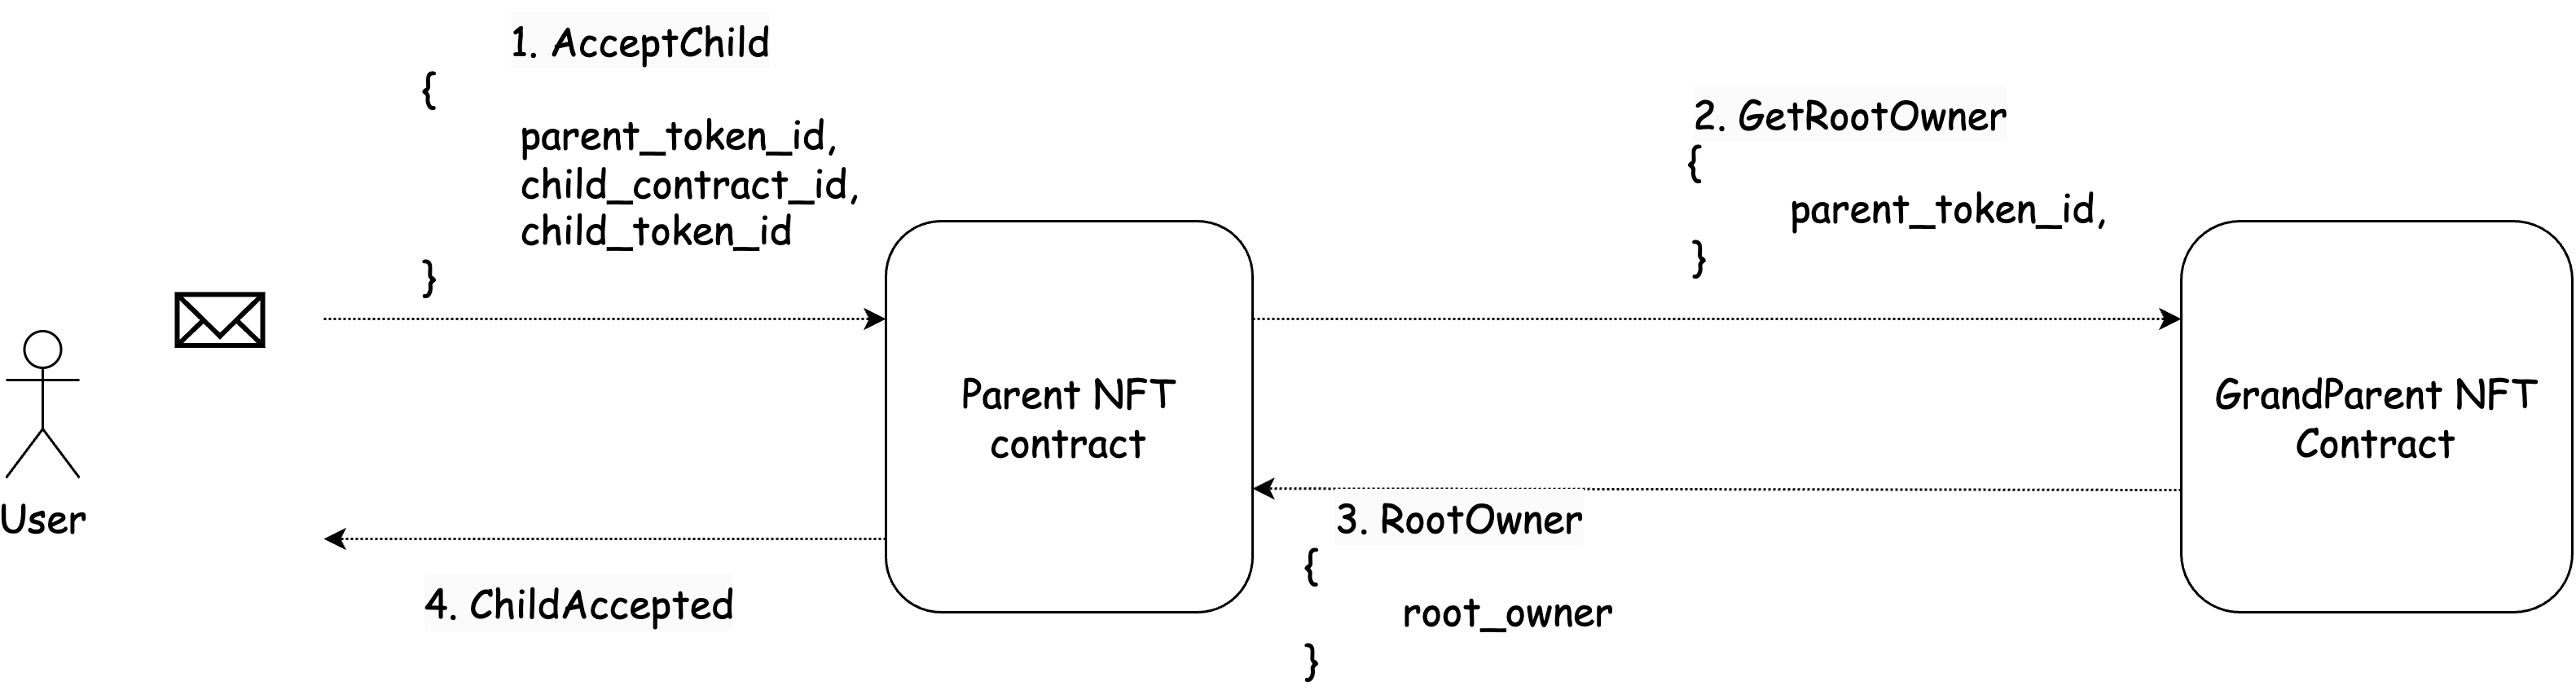 1. AcceptChild
{
parent_token_id,
child_contract_id,
child_token_id
}
2. GetRootOwner
{
parent_token_id,
}
User
Parent NFT
contract
GrandParent NFT
Contract
3. RootOwner
{
root_owner
}
4. ChildAccepted